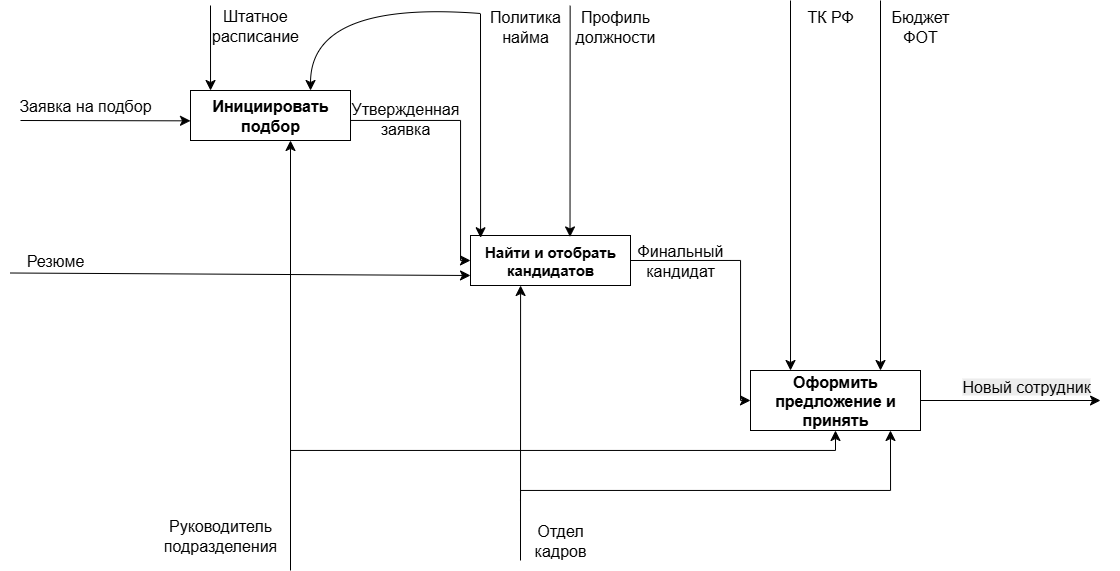 Штатное
расписание
Политика
найма
Профиль
должности
ТК РФ
Бюджет
ФОТ
Заявка на подбор
Инициировать
подбор
Утвержденная
заявка
Резюме
Найти и отобрать
кандидатов
Финальный
кандидат
Оформить
предложение и
принять
Новый сотрудник
Руководитель
подразделения
Отдел
кадров